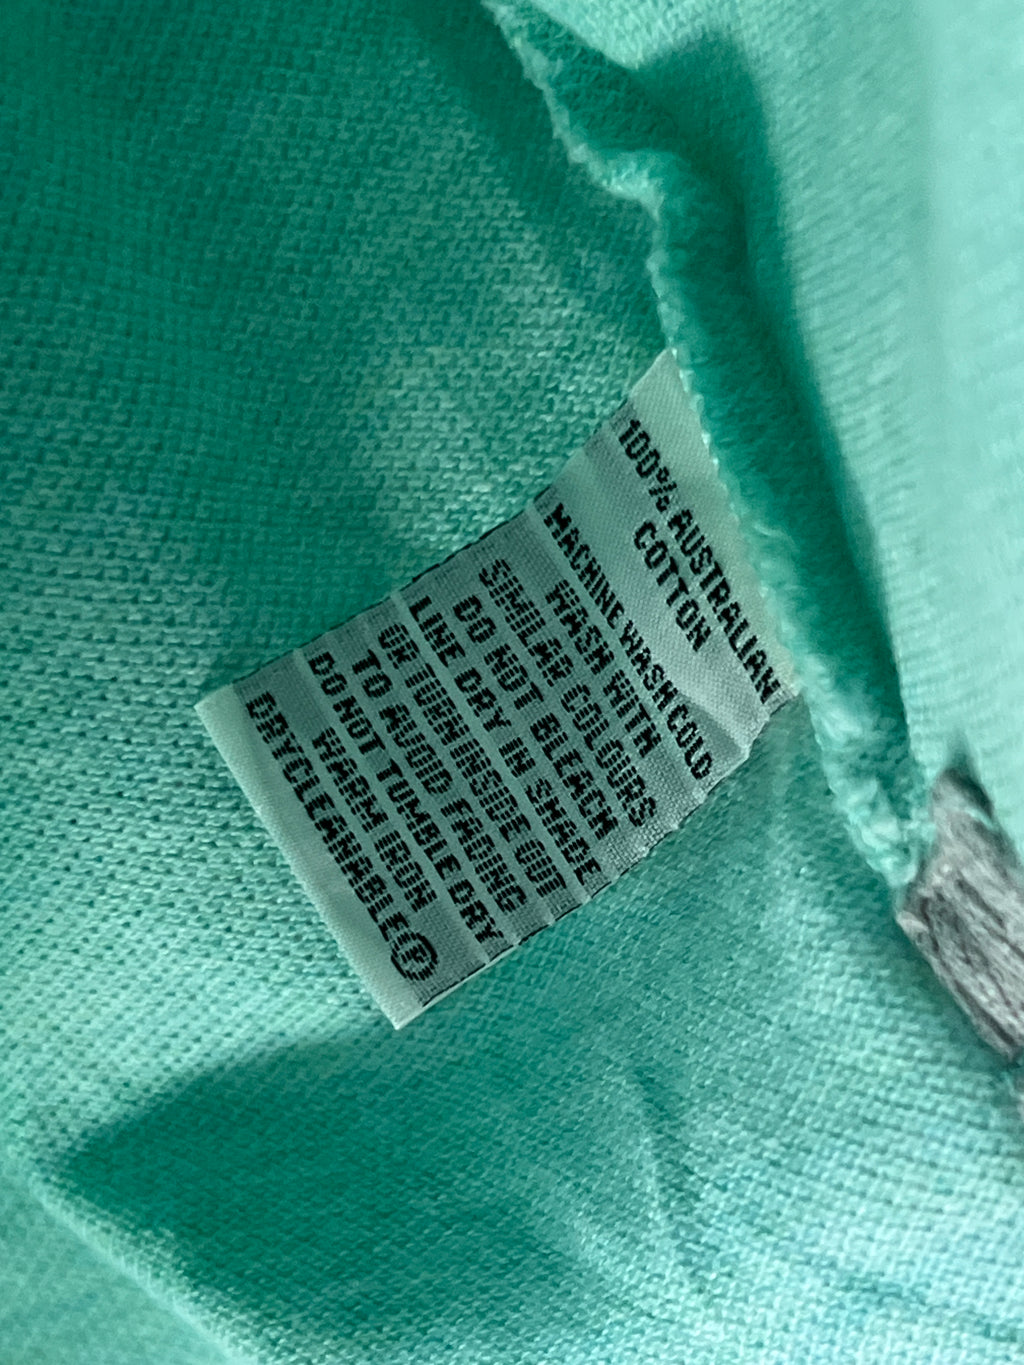 100% AUSTRALIAN
COTTON
MACHINE WASH COLD
WASH WITH
SIMILAR COLOURS
DO NOT BLEACH
LINE DRY IN SHADE
OR TURN INSIDE OUT
TO AVOID FADING
DO NOT TUMBLE DRY
WARM IRON
DRYCLEANABLE Ⓟ